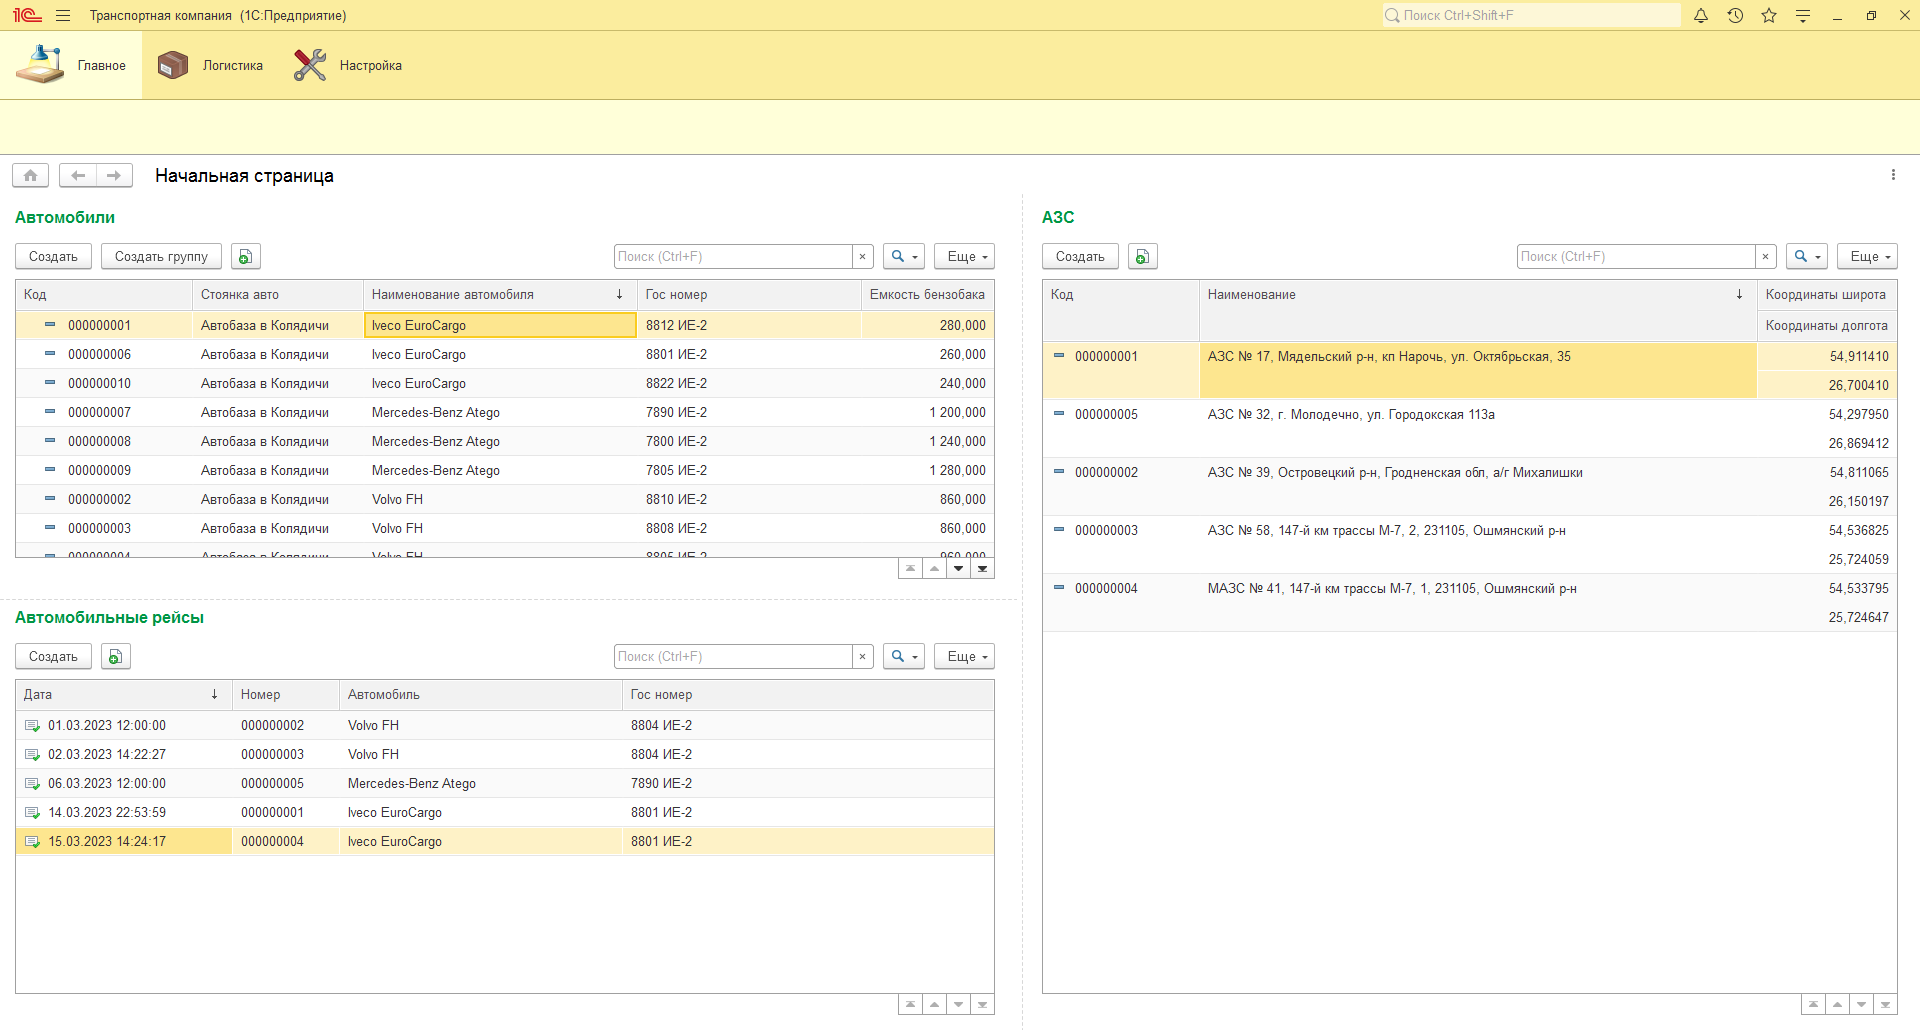 1С Транспортная компания (1С:Предприятие) Поиск Ctrl+Shift+F
Главное Логистика Настройка
Начальная страница
Автомобили
Создать Создать группу Поиск (Ctrl+F) × Еще
Код Стоянка авто Наименование автомобиля ↓ Гос номер Емкость бензобака
000000001 Автобаза в Колядичи Iveco EuroCargo 8812 ИЕ-2 280,000
000000006 Автобаза в Колядичи Iveco EuroCargo 8801 ИЕ-2 260,000
000000010 Автобаза в Колядичи Iveco EuroCargo 8822 ИЕ-2 240,000
000000007 Автобаза в Колядичи Mercedes-Benz Atego 7890 ИЕ-2 1 200,000
000000008 Автобаза в Колядичи Mercedes-Benz Atego 7800 ИЕ-2 1 240,000
000000009 Автобаза в Колядичи Mercedes-Benz Atego 7805 ИЕ-2 1 280,000
000000002 Автобаза в Колядичи Volvo FH 8810 ИЕ-2 860,000
000000003 Автобаза в Колядичи Volvo FH 8808 ИЕ-2 860,000
000000004 Автобаза в Колядичи Volvo FH 8805 ИЕ-2 960,000
Автомобильные рейсы
Создать Поиск (Ctrl+F) × Еще
Дата ↓ Номер Автомобиль Гос номер
01.03.2023 12:00:00 000000002 Volvo FH 8804 ИЕ-2
02.03.2023 14:22:27 000000003 Volvo FH 8804 ИЕ-2
06.03.2023 12:00:00 000000005 Mercedes-Benz Atego 7890 ИЕ-2
14.03.2023 22:53:59 000000001 Iveco EuroCargo 8801 ИЕ-2
15.03.2023 14:24:17 000000004 Iveco EuroCargo 8801 ИЕ-2
АЗС
Создать Поиск (Ctrl+F) × Еще
Код Наименование ↓ Координаты широта
Координаты долгота
000000001 АЗС № 17, Мядельский р-н, кп Нарочь, ул. Октябрьская, 35 54,911410
26,700410
000000005 АЗС № 32, г. Молодечно, ул. Городокская 113а 54,297950
26,869412
000000002 АЗС № 39, Островецкий р-н, Гродненская обл, а/г Михалишки 54,811065
26,150197
000000003 АЗС № 58, 147-й км трассы М-7, 2, 231105, Ошмянский р-н 54,536825
25,724059
000000004 МАЗС № 41, 147-й км трассы М-7, 1, 231105, Ошмянский р-н 54,533795
25,724647